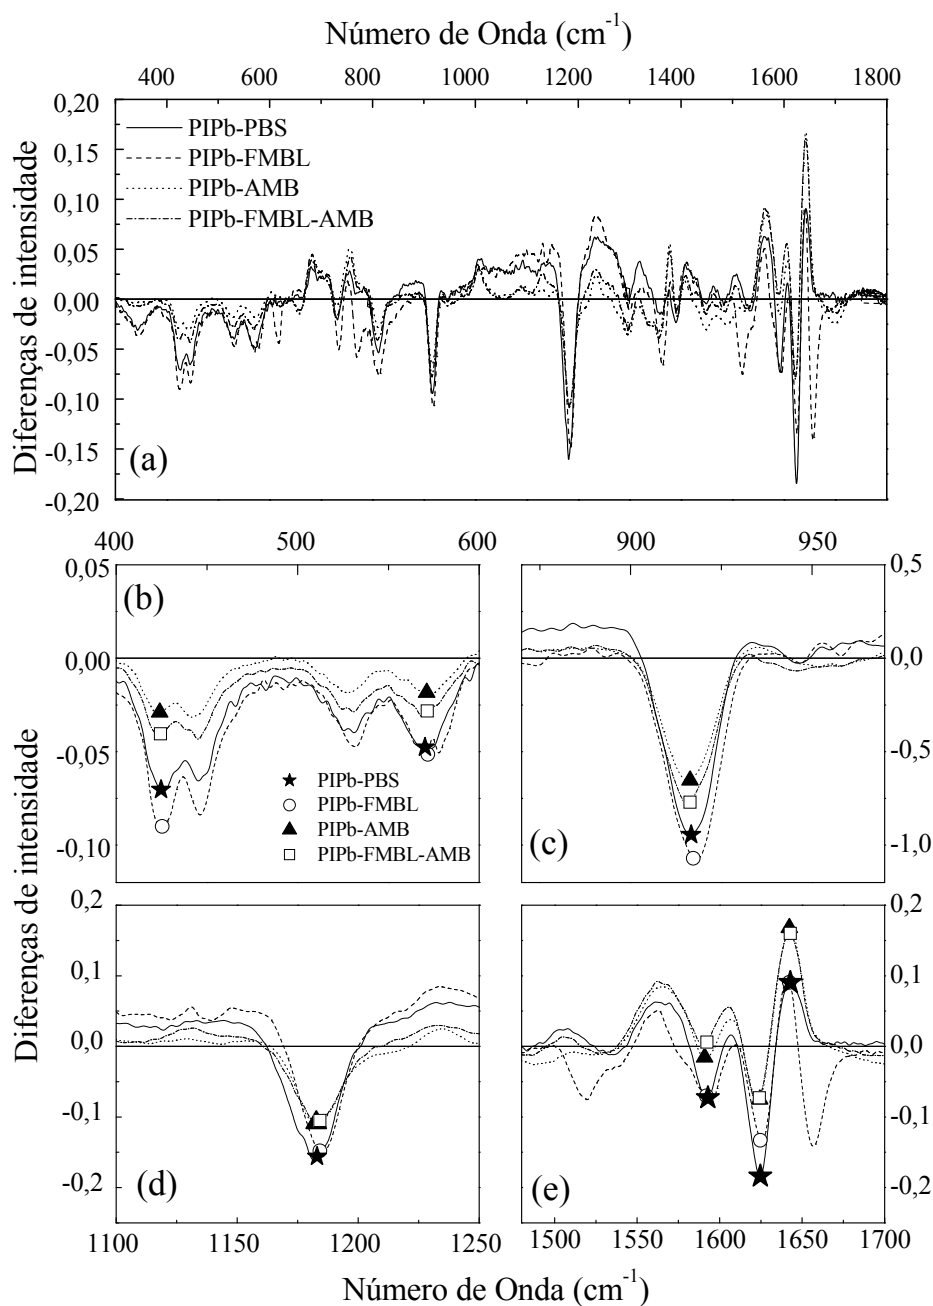 Número de Onda (cm⁻¹)
400 600 800 1000 1200 1400 1600 1800
0,20
0,15
0,10
0,05
0,00
-0,05
-0,10
-0,15
-0,20
Diferenças de intensidade
PIPb-PBS
PIPb-FMBL
PIPb-AMB
PIPb-FMBL-AMB
(a)
400 500 600
0,05
0,00
-0,05
-0,10
(b)
PIPb-PBS
PIPb-FMBL
PIPb-AMB
PIPb-FMBL-AMB
900 950
0,5
0,0
-0,5
-1,0
(c)
Diferenças de intensidade
0,2
0,1
0,0
-0,1
-0,2
(d)
1100 1150 1200 1250
0,2
0,1
0,0
-0,1
-0,2
(e)
1500 1550 1600 1650 1700
Número de Onda (cm⁻¹)